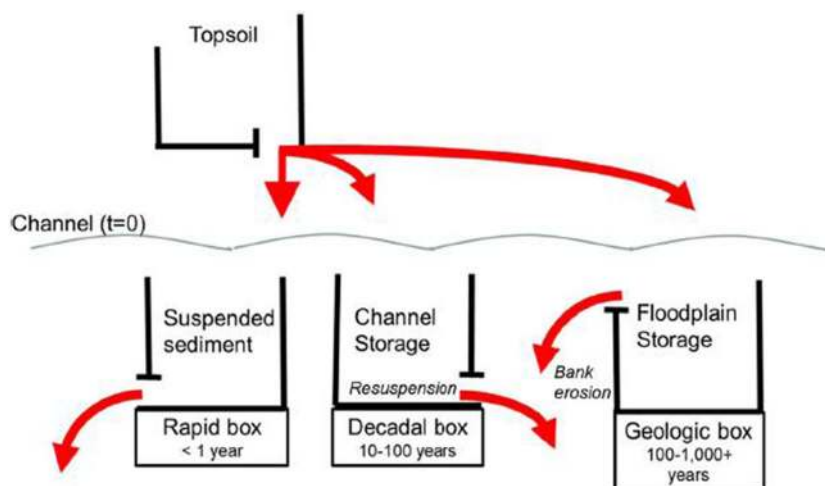 Topsoil
Channel (t=0)
Suspended
sediment
Channel
Storage
Floodplain
Storage
Resuspension
Bank
erosion
Rapid box
< 1 year
Decadal box
10-100 years
Geologic box
100-1,000+
years